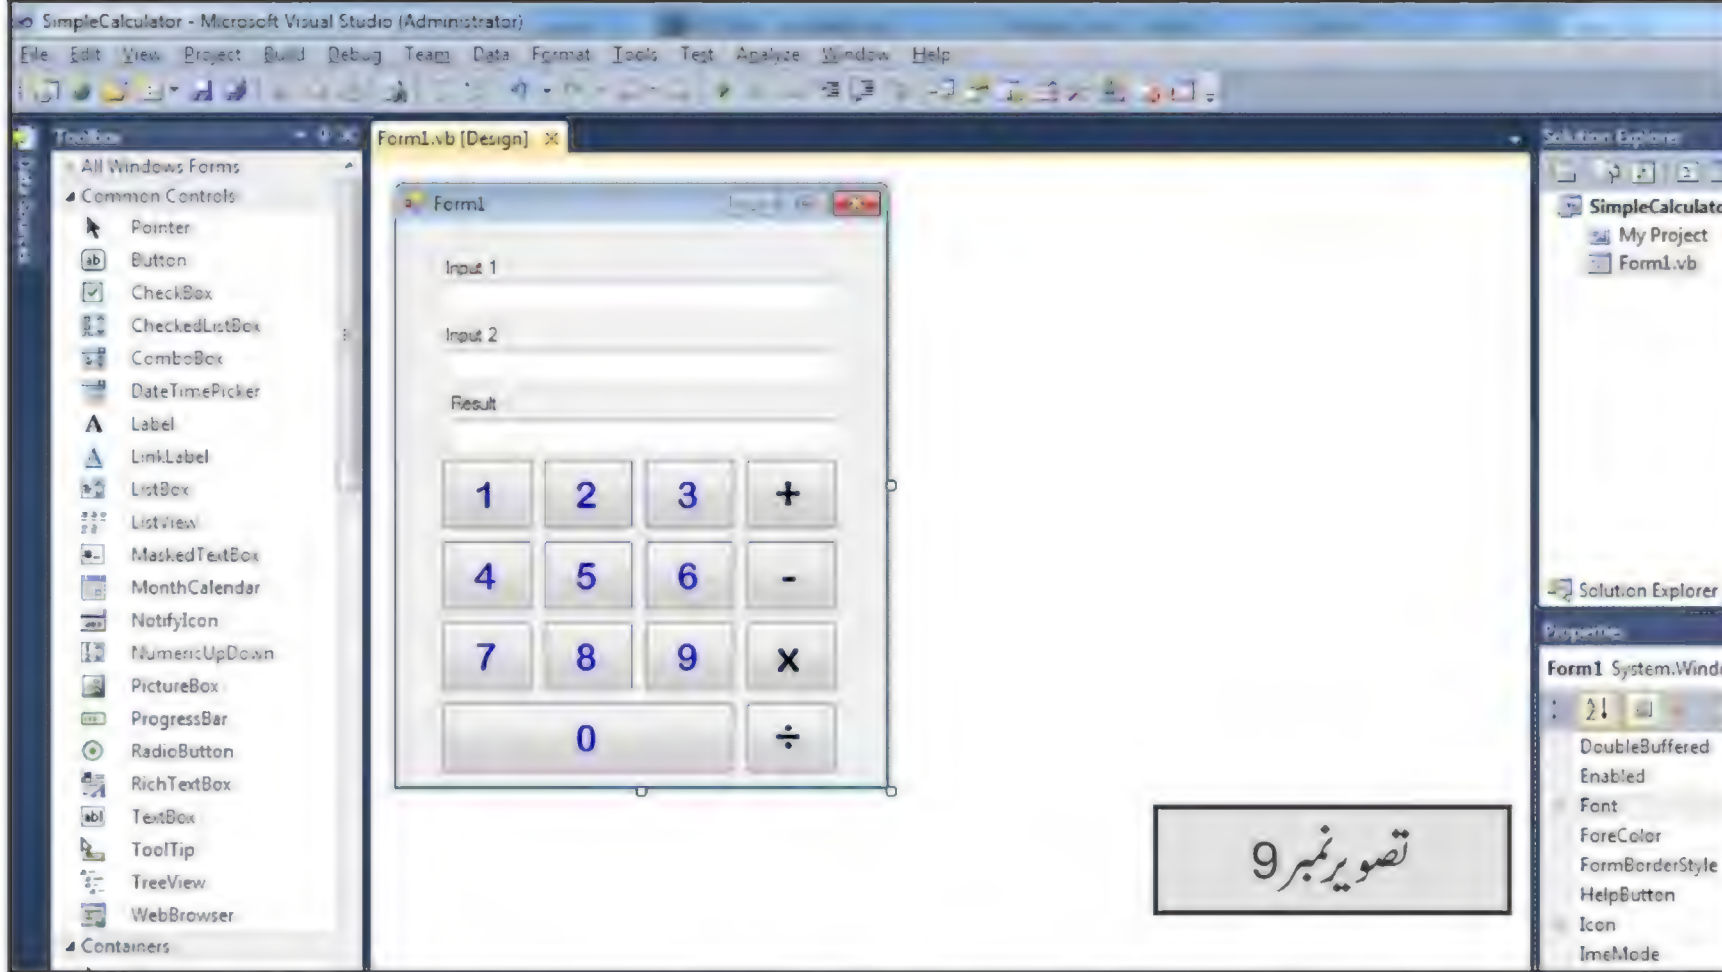 SimpleCalculator - Microsoft Visual Studio (Administrator)
File Edit View Project Build Debug Team Data Format Tools Test Analyze Window Help
Toolbox
All Windows Forms
Common Controls
Pointer
Button
CheckBox
CheckedListBox
ComboBox
DateTimePicker
Label
LinkLabel
ListBox
ListView
MaskedTextBox
MonthCalendar
NotifyIcon
NumericUpDown
PictureBox
ProgressBar
RadioButton
RichTextBox
TextBox
ToolTip
TreeView
WebBrowser
Containers
Form1.vb [Design]
Form1
Input 1
Input 2
Result
1 2 3 +
4 5 6 -
7 8 9 x
0 ÷
تصویر نمبر 9
Solution Explorer
SimpleCalculato
My Project
Form1.vb
Solution Explorer
Properties
Form1 System.Windo
DoubleBuffered
Enabled
Font
ForeColor
FormBorderStyle
HelpButton
Icon
ImeMode